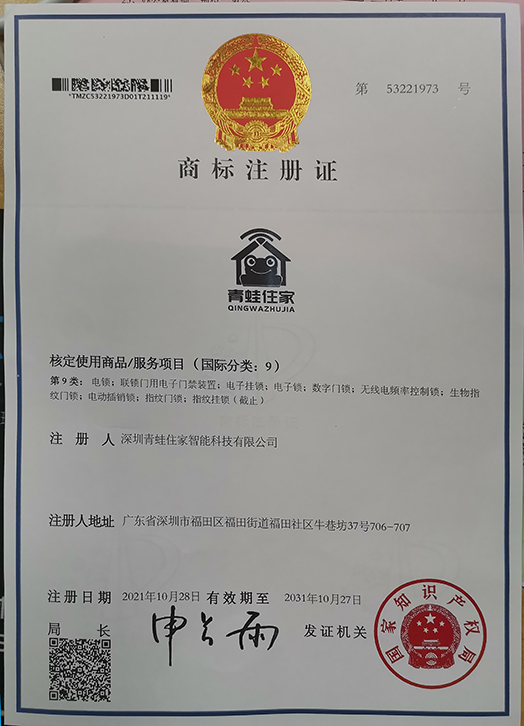 *TMZC53221973D01T211119*
第 53221973 号
商标注册证
青蛙住家
QINGWAZHUJIA
核定使用商品/服务项目（国际分类：9）
第9类：电锁；联锁门用电子门禁装置；电子挂锁；电子锁；数字门锁；无线电频率控制锁；生物指
纹门锁；电动插销锁；指纹门锁；指纹挂锁（截止）
注册人 深圳青蛙住家智能科技有限公司
注册人地址 广东省深圳市福田区福田街道福田社区牛巷坊37号706-707
注册日期 2021年10月28日 有效期至 2031年10月27日
局长 申长雨 发证机关
国家知识产权局